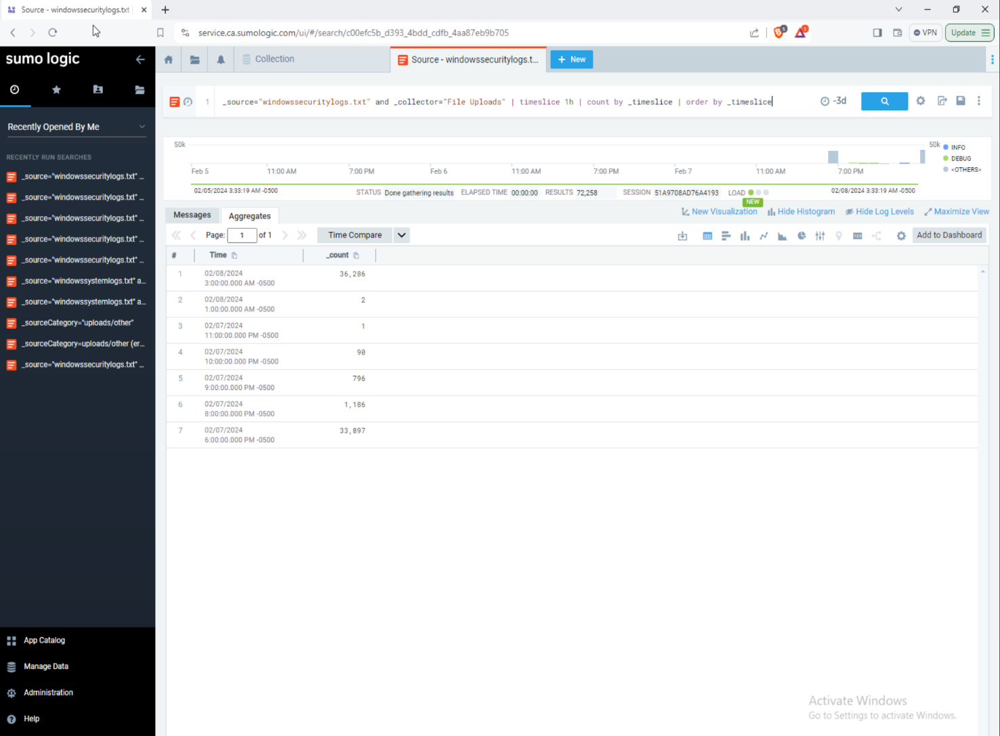 Source - windowssecuritylogs.txt
service.ca.sumologic.com/ui/#/search/c00efc5b_d393_4bdd_cdfb_4aa87eb9b705
VPN
Update
sumo logic
Collection
Source - windowssecuritylogs.t...
+ New
1 _source="windowssecuritylogs.txt" and _collector="File Uploads" | timeslice 1h | count by _timeslice | order by _timeslice
-3d
Recently Opened By Me
RECENTLY RUN SEARCHES
_source="windowssecuritylogs.txt" ...
_source="windowssecuritylogs.txt" ...
_source="windowssecuritylogs.txt" ...
_source="windowssecuritylogs.txt" ...
_source="windowssecuritylogs.txt" ...
_source="windowssystemlogs.txt" a...
_source="windowssystemlogs.txt" a...
_sourceCategory="uploads/other"
_sourceCategory=uploads/other (er...
_source="windowssecuritylogs.txt" ...
App Catalog
Manage Data
Administration
Help
50k
50k
INFO
DEBUG
<OTHERS>
Feb 5 11:00 AM 7:00 PM Feb 6 11:00 AM 7:00 PM Feb 7 11:00 AM 7:00 PM
02/05/2024 3:33:19 AM -0500
STATUS Done gathering results ELAPSED TIME 00:00:00 RESULTS 72,258 SESSION 51A9708AD76A4193 LOAD
02/08/2024 3:33:19 AM -0500
NEW
Messages
Aggregates
New Visualization Hide Histogram Hide Log Levels Maximize View
Page: 1 of 1
Time Compare
Add to Dashboard
# Time _count
1 02/08/2024 36,286
3:00:00.000 AM -0500
2 02/08/2024 2
1:00:00.000 AM -0500
3 02/07/2024 1
11:00:00.000 PM -0500
4 02/07/2024 90
10:00:00.000 PM -0500
5 02/07/2024 796
9:00:00.000 PM -0500
6 02/07/2024 1,186
8:00:00.000 PM -0500
7 02/07/2024 33,897
6:00:00.000 PM -0500
Activate Windows
Go to Settings to activate Windows.